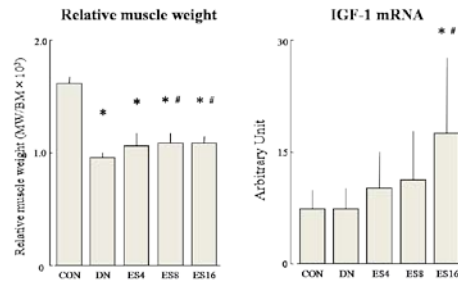 Relative muscle weight
Relative muscle weight (MW/BM × 10³)
2.0
1.0
0
* * * # * #
CON DN ES4 ES8 ES16
IGF-1 mRNA
Arbitrary Unit
30
15
0
* #
CON DN ES4 ES8 ES16